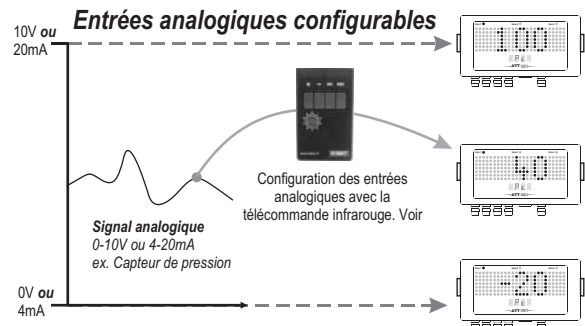 Entrées analogiques configurables
10V ou
20mA
100
Configuration des entrées
analogiques avec la
télécommande infrarouge. Voir
40
Signal analogique
0-10V ou 4-20mA
ex. Capteur de pression
0V ou
4mA
-20